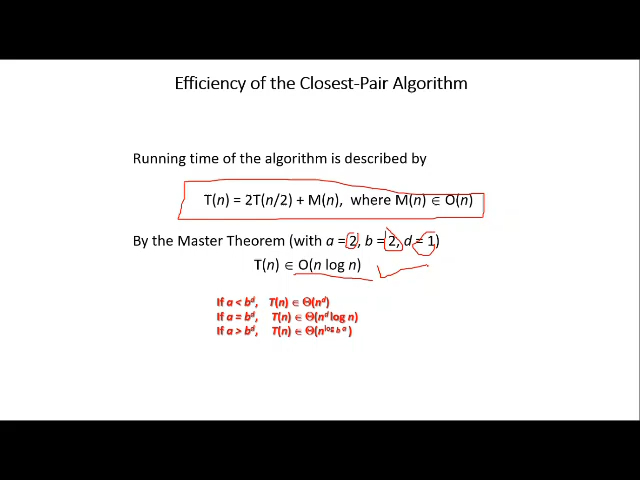 Efficiency of the Closest-Pair Algorithm
Running time of the algorithm is described by
T(n) = 2T(n/2) + M(n), where M(n) ∈ O(n)
By the Master Theorem (with a = 2, b = 2, d = 1)
T(n) ∈ O(n log n)
If a < b^d, T(n) ∈ Θ(n^d)
If a = b^d, T(n) ∈ Θ(n^d log n)
If a > b^d, T(n) ∈ Θ(n^log b a)